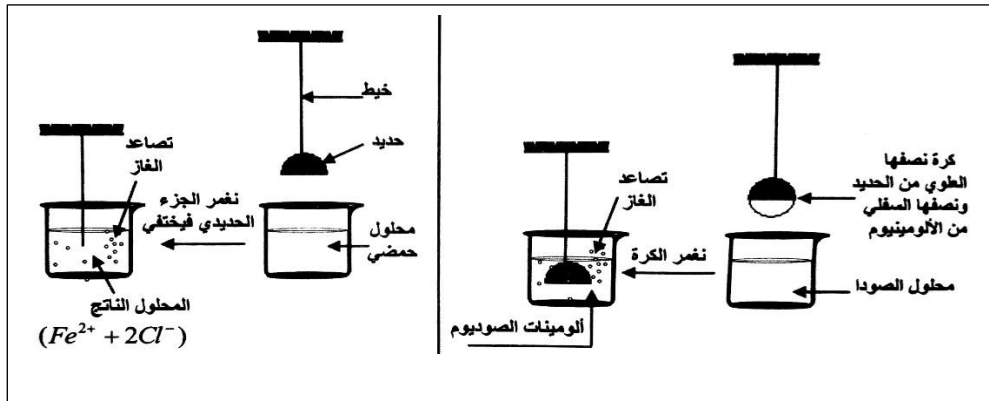 كرة نصفها
العلوي من الحديد
ونصفها السقلي
من الألومينيوم
تصاعد
الغاز
نغمر الكرة
محلول الصودا
ألومينات الصوديوم
خيط
حديد
تصاعد
الغاز
نغمر الجزء
الحديدي فيختفي
محلول
حمضي
المحلول الناتج
(Fe²⁺ + 2Cl⁻)